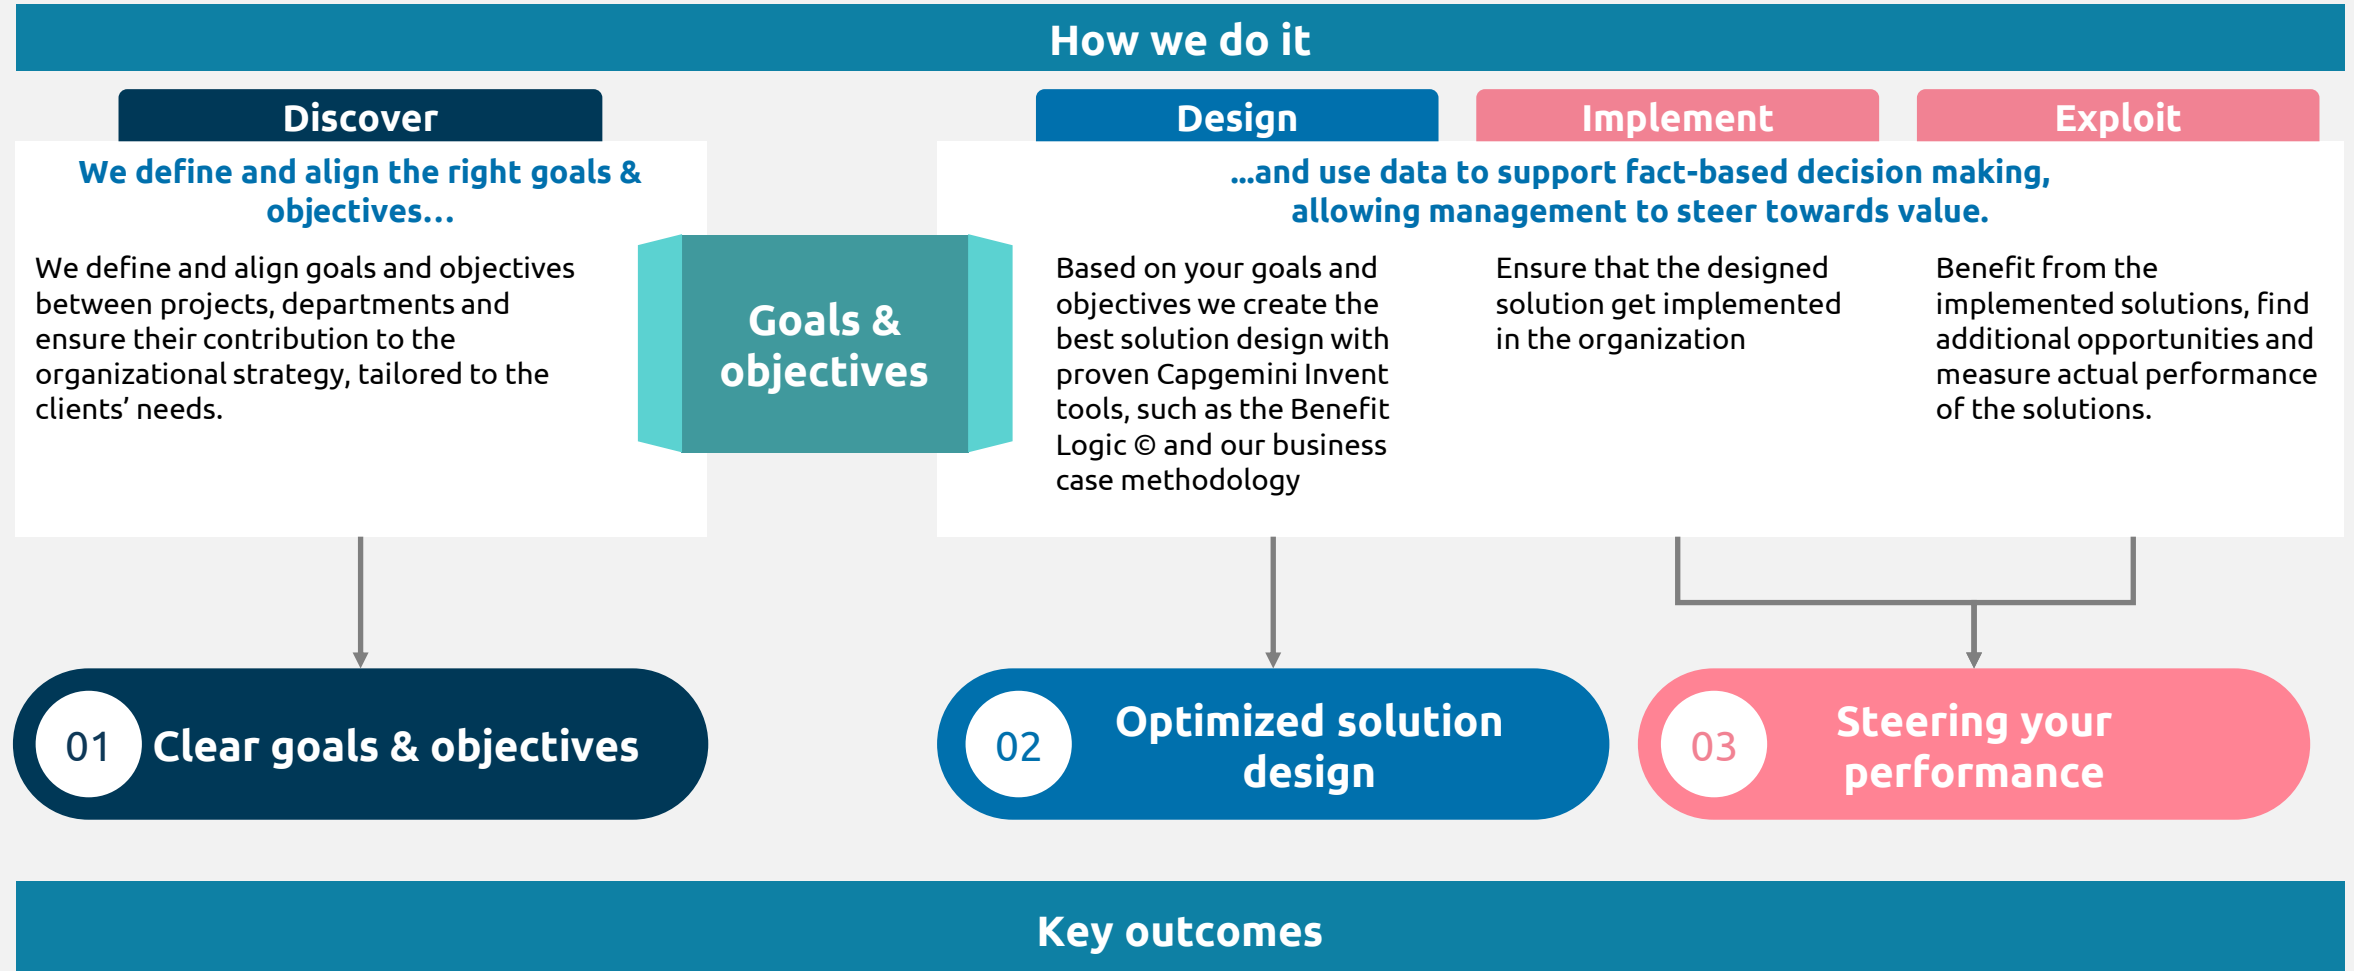 How we do it
Discover
We define and align the right goals &
objectives...
We define and align goals and objectives
between projects, departments and
ensure their contribution to the
organizational strategy, tailored to the
clients’ needs.
Goals &
objectives
Design
Implement
Exploit
...and use data to support fact-based decision making,
allowing management to steer towards value.
Based on your goals and
objectives we create the
best solution design with
proven Capgemini Invent
tools, such as the Benefit
Logic © and our business
case methodology
Ensure that the designed
solution get implemented
in the organization
Benefit from the
implemented solutions, find
additional opportunities and
measure actual performance
of the solutions.
01
Clear goals & objectives
02
Optimized solution
design
03
Steering your
performance
Key outcomes